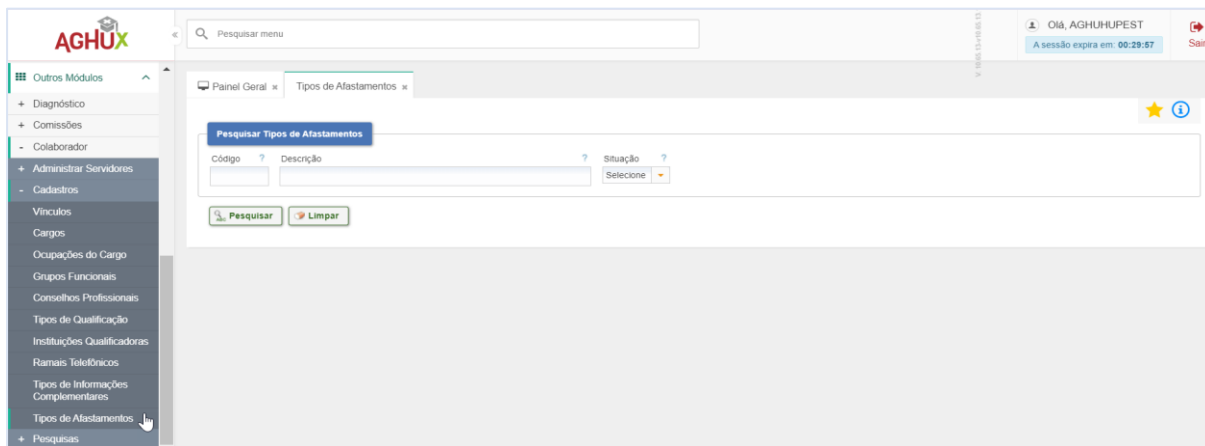 AGHUX
«
Pesquisar menu
Olá, AGHUHUPEST
A sessão expira em: 00:29:57
Sair
Outros Módulos
+ Diagnóstico
+ Comissões
- Colaborador
+ Administrar Servidores
- Cadastros
Vínculos
Cargos
Ocupações do Cargo
Grupos Funcionais
Conselhos Profissionais
Tipos de Qualificação
Instituições Qualificadoras
Ramais Telefônicos
Tipos de Informações
Complementares
Tipos de Afastamentos
+ Pesquisas
Painel Geral × Tipos de Afastamentos ×
Pesquisar Tipos de Afastamentos
Código ? Descrição ? Situação ?
Selecione
Pesquisar Limpar